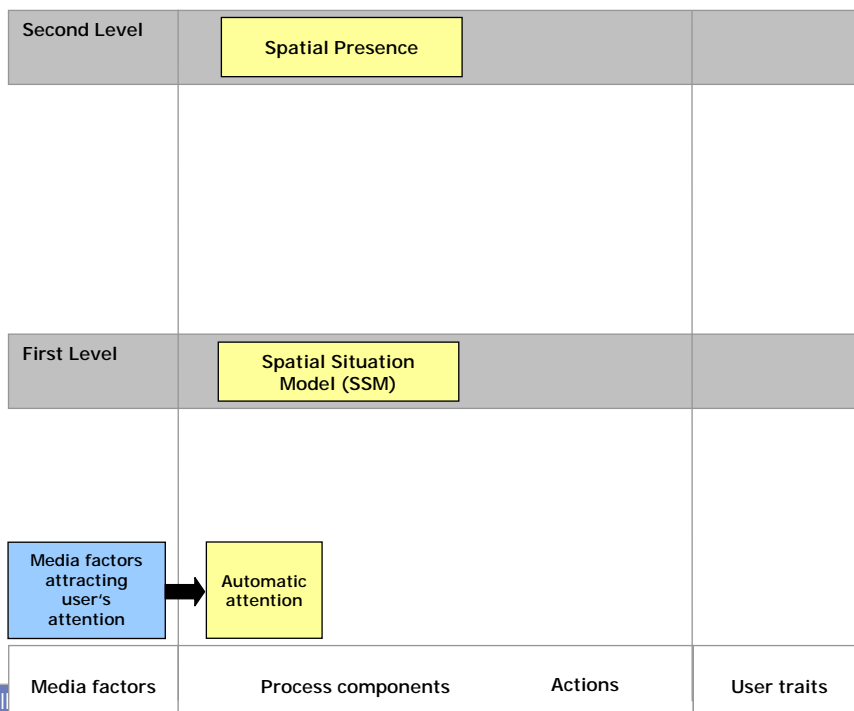 Second Level
Spatial Presence
First Level
Spatial Situation
Model (SSM)
Media factors
attracting
user's
attention
Automatic
attention
Media factors
Process components
Actions
User traits